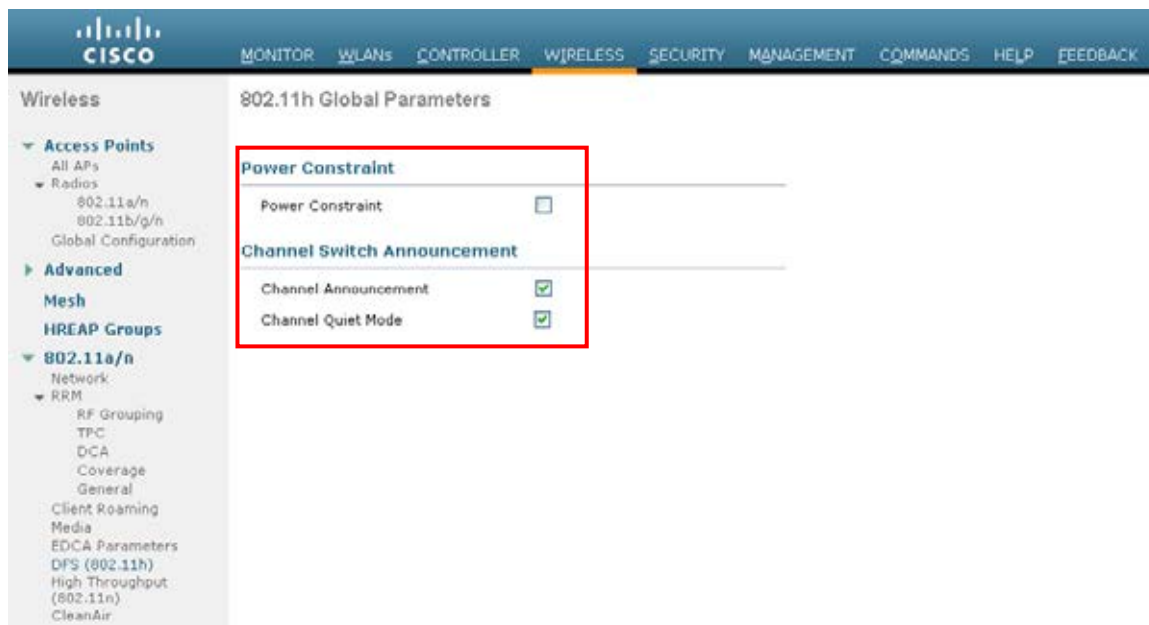 CISCO
MONITOR WLANs CONTROLLER WIRELESS SECURITY MANAGEMENT COMMANDS HELP FEEDBACK
Wireless
Access Points
All APs
Radios
802.11a/n
802.11b/g/n
Global Configuration
Advanced
Mesh
HREAP Groups
802.11a/n
Network
RRM
RF Grouping
TPC
DCA
Coverage
General
Client Roaming
Media
EDCA Parameters
DFS (802.11h)
High Throughput
(802.11n)
CleanAir
802.11h Global Parameters
Power Constraint
Power Constraint
Channel Switch Announcement
Channel Announcement
Channel Quiet Mode